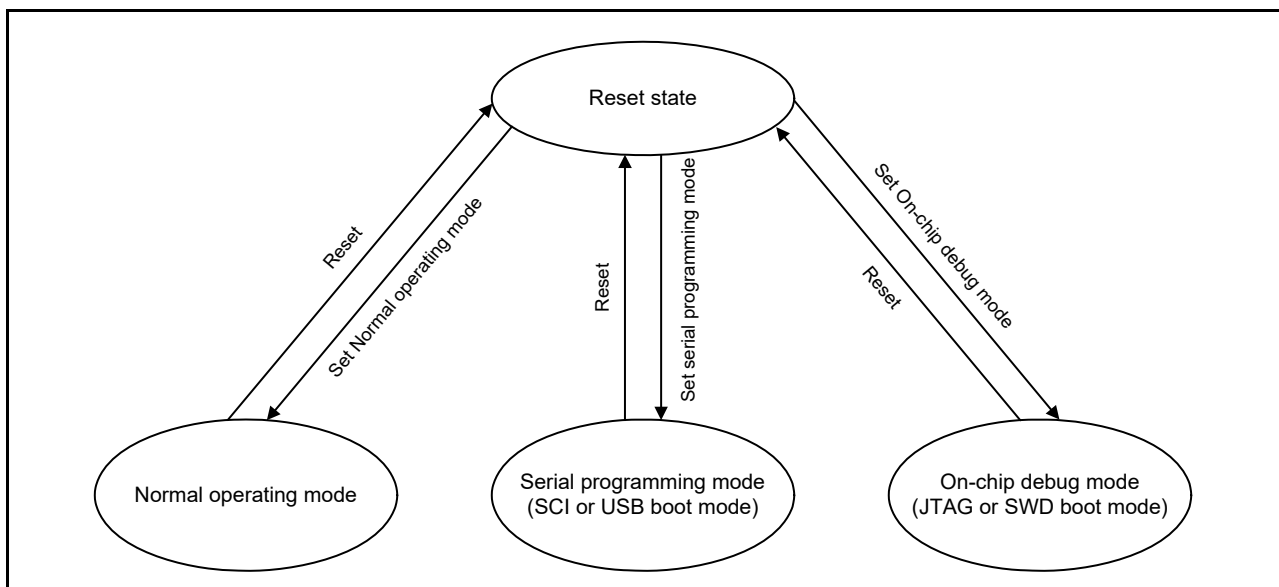 Reset state
Reset
Set Normal operating mode
Reset
Set serial programming mode
Set On-chip debug mode
Reset
Normal operating mode
Serial programming mode
(SCI or USB boot mode)
On-chip debug mode
(JTAG or SWD boot mode)